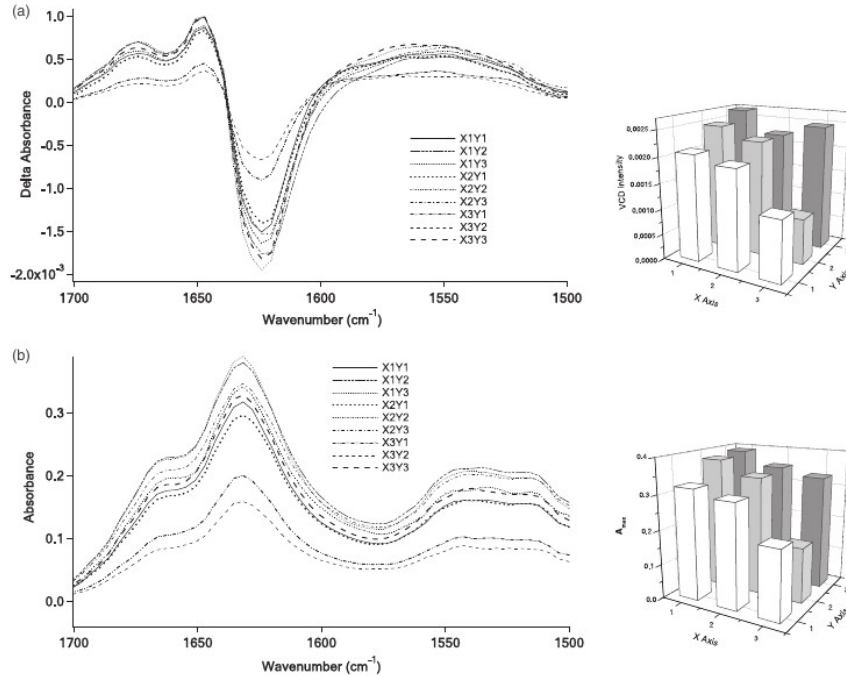 (a)
Delta Absorbance
1.0
0.5
0.0
-0.5
-1.0
-1.5
-2.0x10⁻³
1700
1650
1600
1550
1500
Wavenumber (cm⁻¹)
X1Y1
X1Y2
X1Y3
X2Y1
X2Y2
X2Y3
X3Y1
X3Y2
X3Y3
VCD Intensity
0,0025
0,0020
0,0015
0,0010
0,0005
0,0000
1
2
3
X Axis
1
2
Y Axis
(b)
Absorbance
0.3
0.2
0.1
0.0
1700
1650
1600
1550
1500
Wavenumber (cm⁻¹)
X1Y1
X1Y2
X1Y3
X2Y1
X2Y2
X2Y3
X3Y1
X3Y2
X3Y3
Amax
0,4
0,3
0,2
0,1
0,0
1
2
3
X Axis
1
2
Y Axis